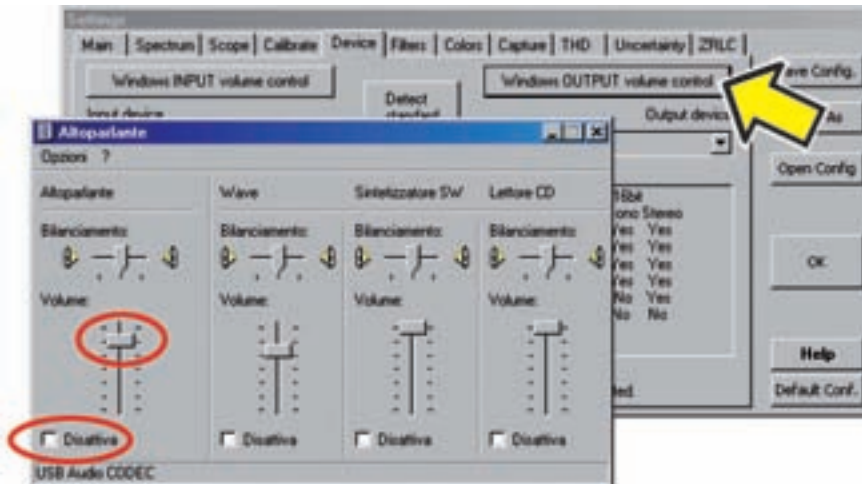 Settings
Main Spectrum Scope Calibrate Device Filters Colors Capture THD Uncertainty ZRLC
Windows INPUT volume control
Windows OUTPUT volume control
ave Config.
Input device
Detect
standard
Output device
As
Open Config
16bit
ono Stereo
Yes Yes
Yes Yes
Yes Yes
Yes Yes
No Yes
No No
OK
Help
Default Conf.
Altoparlante
Opzioni ?
Altoparlante
Wave
Sintetizzatore SW
Lettore CD
Bilanciamento:
Bilanciamento:
Bilanciamento:
Bilanciamento:
Volume:
Volume:
Volume:
Volume:
Disattiva
Disattiva
Disattiva
Disattiva
USB Audio CODEC